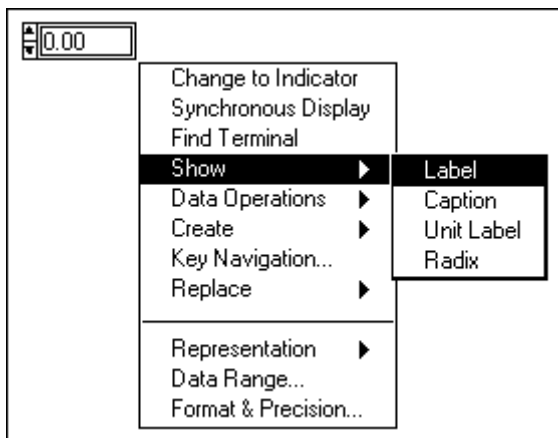 0.00
Change to Indicator
Synchronous Display
Find Terminal
Show
Label
Data Operations
Caption
Create
Unit Label
Key Navigation...
Radix
Replace
Representation
Data Range...
Format & Precision...